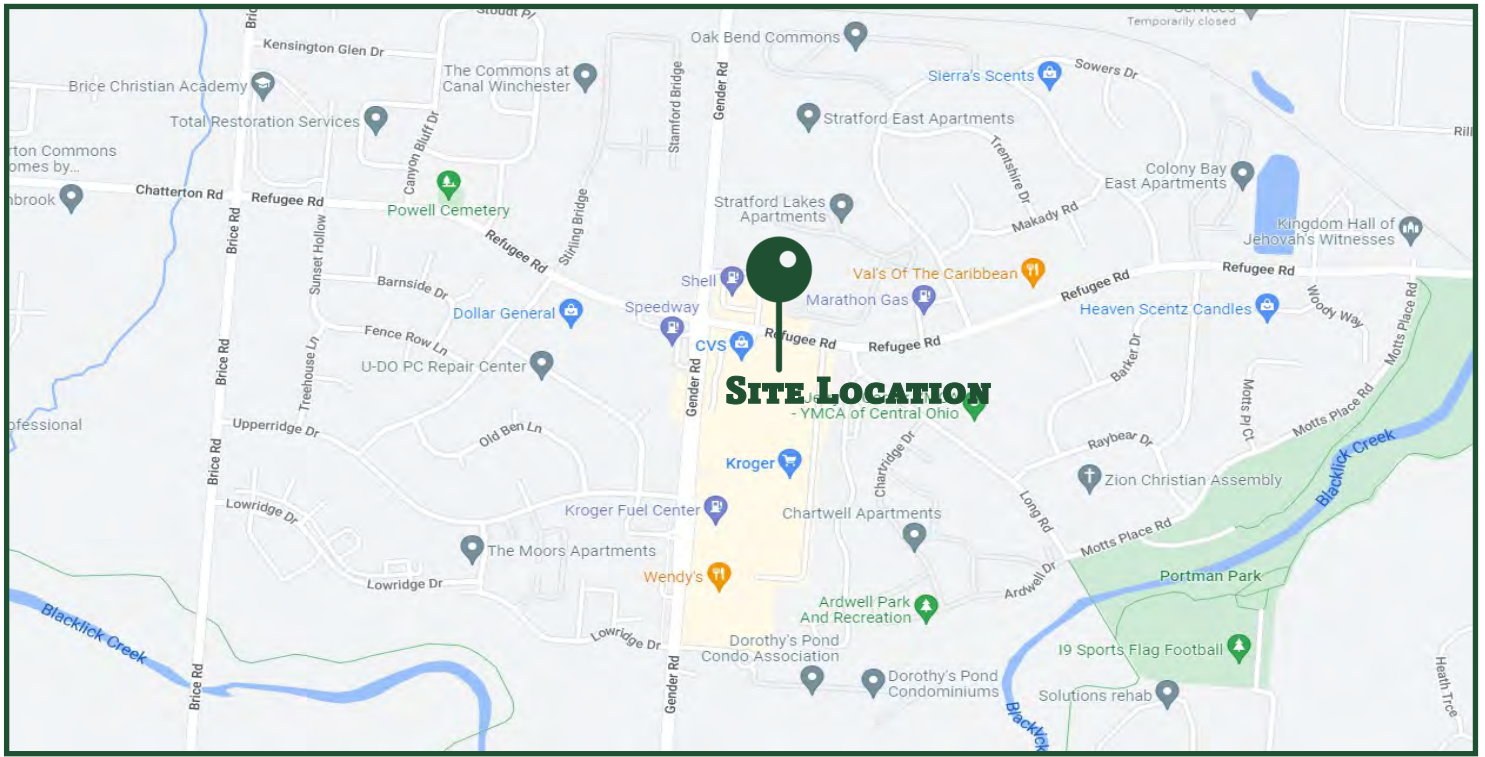 Stoudt Pl
Services
Temporarily closed
Bric
Kensington Glen Dr
Gender Rd
Oak Bend Commons
Stamford Bridge
The Commons at
Canal Winchester
Sierra's Scents
Sowers Dr
Brice Christian Academy
Total Restoration Services
Canyon Bluff Dr
Stratford East Apartments
Rill
rton Commons
omes by...
Trentshire Dr
Colony Bay
East Apartments
nbrook
Chatterton Rd
Refugee Rd
Powell Cemetery
Stirling Bridge
Stratford Lakes
Apartments
Makady Rd
Kingdom Hall of
Jehovah's Witnesses
Brice Rd
Sunset Hollow
Refugee Rd
Shell
Val's Of The Caribbean
Refugee Rd
Refugee Rd
Barnside Dr
Dollar General
Speedway
Marathon Gas
Heaven Scentz Candles
Woody Way
Motts Place Rd
Fence Row Ln
CVS
Refugee Rd
Refugee Rd
Brice Rd
Treehouse Ln
U-DO PC Repair Center
Gender Rd
Site Location
- YMCA of Central Ohio
Barker Dr
Motts Pl Ct
Motts Place Rd
ofessional
Upperridge Dr
Old Ben Ln
Raybear Dr
Brice Rd
Kroger
Chartridge Dr
Zion Christian Assembly
Blacklick Creek
Lowridge Dr
Kroger Fuel Center
Chartwell Apartments
Long Rd
Motts Place Rd
The Moors Apartments
Wendy's
Lowridge Dr
Ardwell Dr
Portman Park
Ardwell Park
And Recreation
Blacklick Creek
Lowridge Dr
Dorothy's Pond
Condo Association
I9 Sports Flag Football
Brice Rd
Gender Rd
Dorothy's Pond
Condominiums
Solutions rehab
Heath Trce
Blacklick